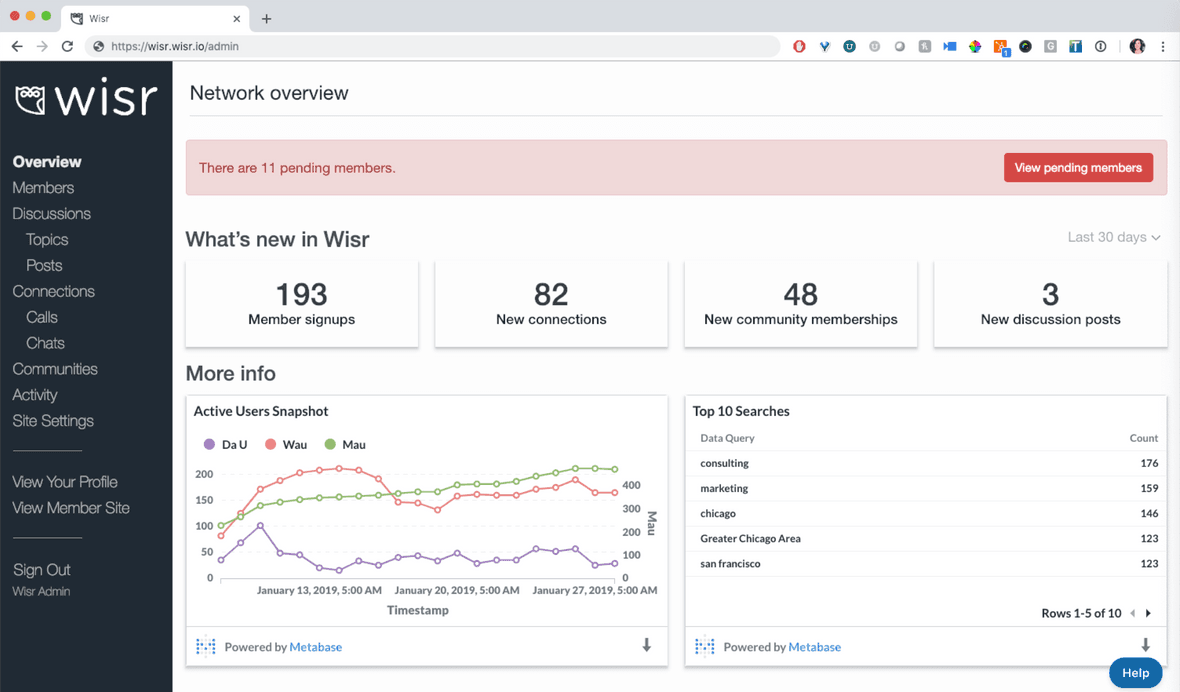 Wisr
https://wisr.wisr.io/admin
1
wisr
Overview
Members
Discussions
Topics
Posts
Connections
Calls
Chats
Communities
Activity
Site Settings
View Your Profile
View Member Site
Sign Out
Wisr Admin
Network overview
There are 11 pending members.
View pending members
What's new in Wisr
Last 30 days
193
Member signups
82
New connections
48
New community memberships
3
New discussion posts
More info
Active Users Snapshot
Da U Wau Mau
200
150
100
50
0
400
300
200
100
0
Mau
January 13, 2019, 5:00 AM January 20, 2019, 5:00 AM January 27, 2019, 5:00 AM
Timestamp
Powered by Metabase
Top 10 Searches
Data Query Count
consulting 176
marketing 159
chicago 146
Greater Chicago Area 123
san francisco 123
Rows 1-5 of 10
Powered by Metabase
Help